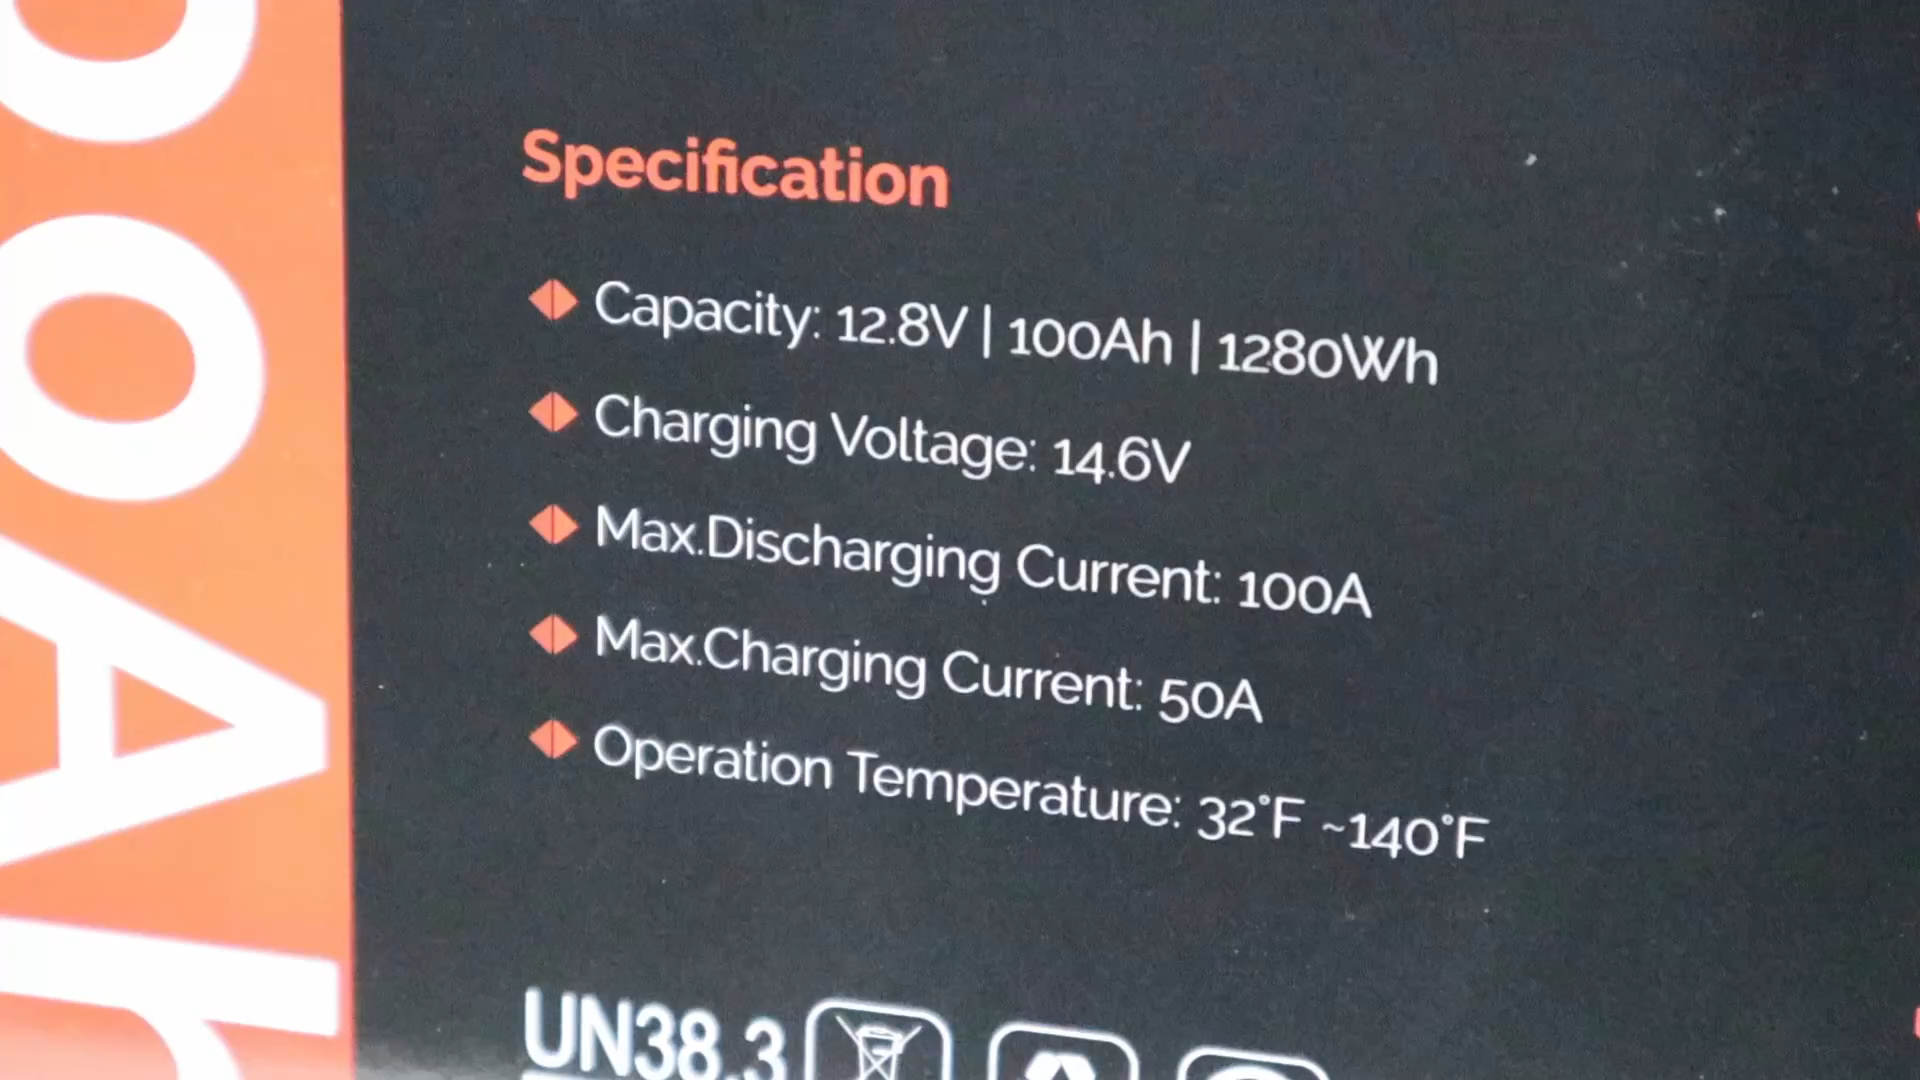 Specification
Capacity: 12.8V | 100Ah | 1280Wh
Charging Voltage: 14.6V
Max.Discharging Current: 100A
Max.Charging Current: 50A
Operation Temperature: 32°F ~140°F
UN38.3
00Ah